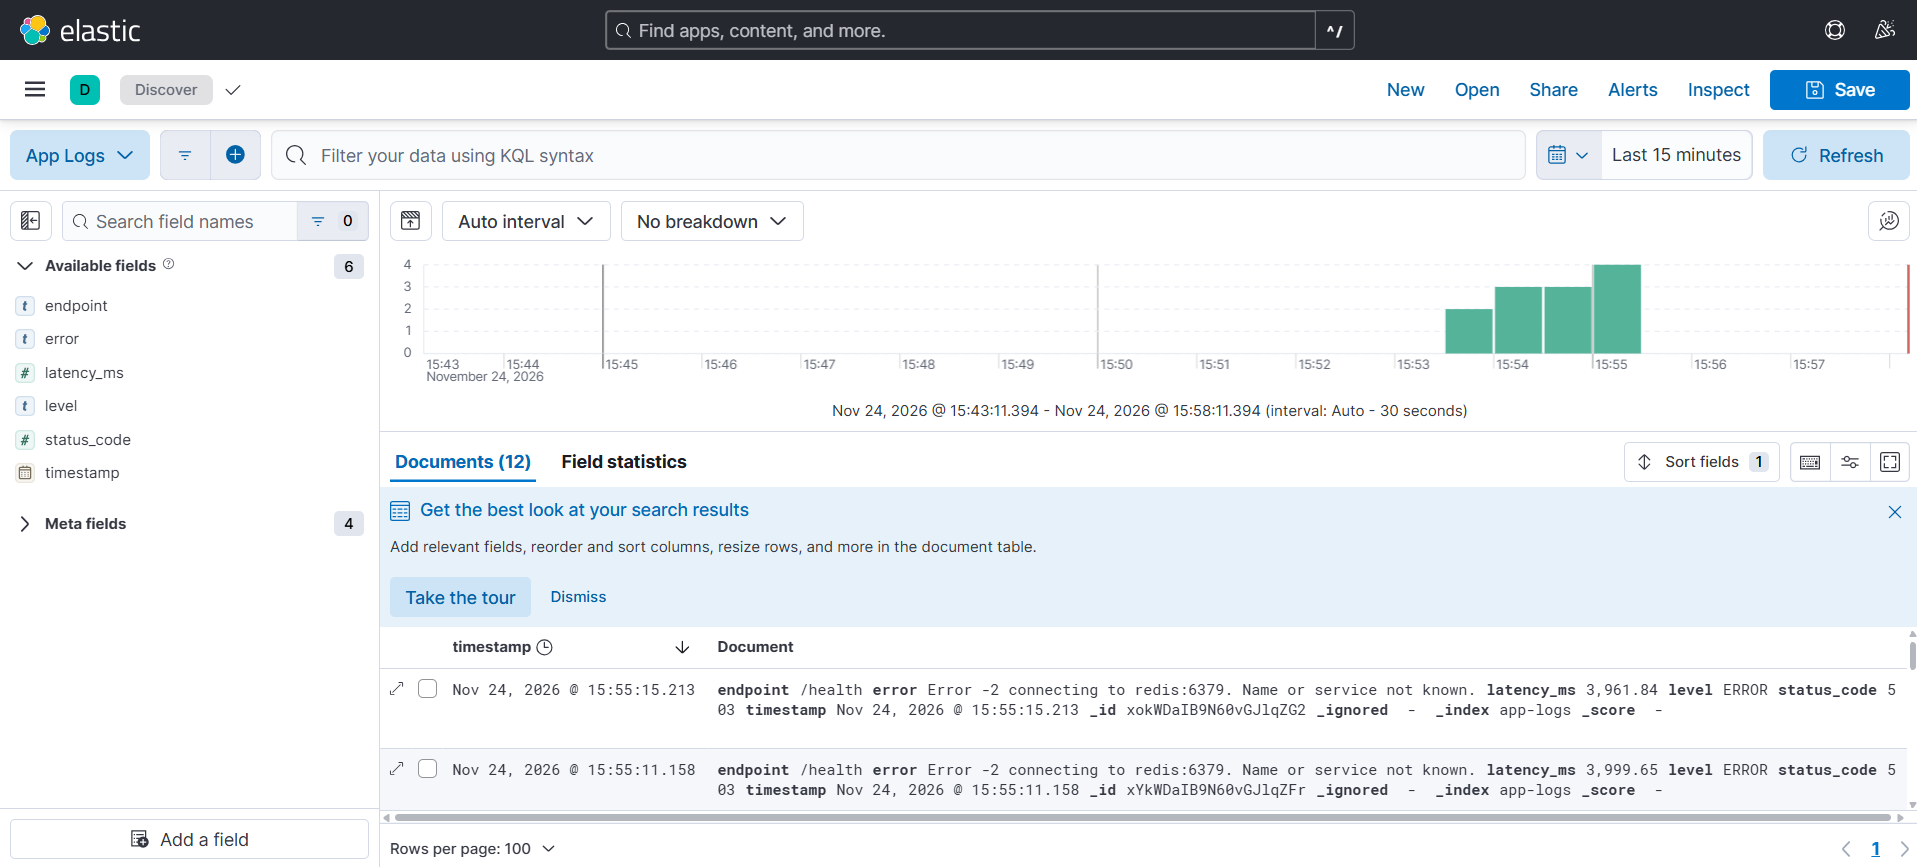 elastic
Find apps, content, and more.
^/
D
Discover
New
Open
Share
Alerts
Inspect
Save
App Logs
Filter your data using KQL syntax
Last 15 minutes
Refresh
Search field names
0
Auto interval
No breakdown
Available fields
6
t endpoint
t error
# latency_ms
t level
# status_code
timestamp
Meta fields
4
Add a field
4
3
2
1
0
15:43
15:44
15:45
15:46
15:47
15:48
15:49
15:50
15:51
15:52
15:53
15:54
15:55
15:56
15:57
November 24, 2026
Nov 24, 2026 @ 15:43:11.394 - Nov 24, 2026 @ 15:58:11.394 (interval: Auto - 30 seconds)
Documents (12)
Field statistics
Sort fields 1
Get the best look at your search results
Add relevant fields, reorder and sort columns, resize rows, and more in the document table.
Take the tour
Dismiss
timestamp
Document
Nov 24, 2026 @ 15:55:15.213
endpoint /health error Error -2 connecting to redis:6379. Name or service not known. latency_ms 3,961.84 level ERROR status_code 5
03 timestamp Nov 24, 2026 @ 15:55:15.213 _id xokWDaIB9N60vGJlqZG2 _ignored - _index app-logs _score -
Nov 24, 2026 @ 15:55:11.158
endpoint /health error Error -2 connecting to redis:6379. Name or service not known. latency_ms 3,999.65 level ERROR status_code 5
03 timestamp Nov 24, 2026 @ 15:55:11.158 _id xYkWDaIB9N60vGJlqZFr _ignored - _index app-logs _score -
Rows per page: 100
1